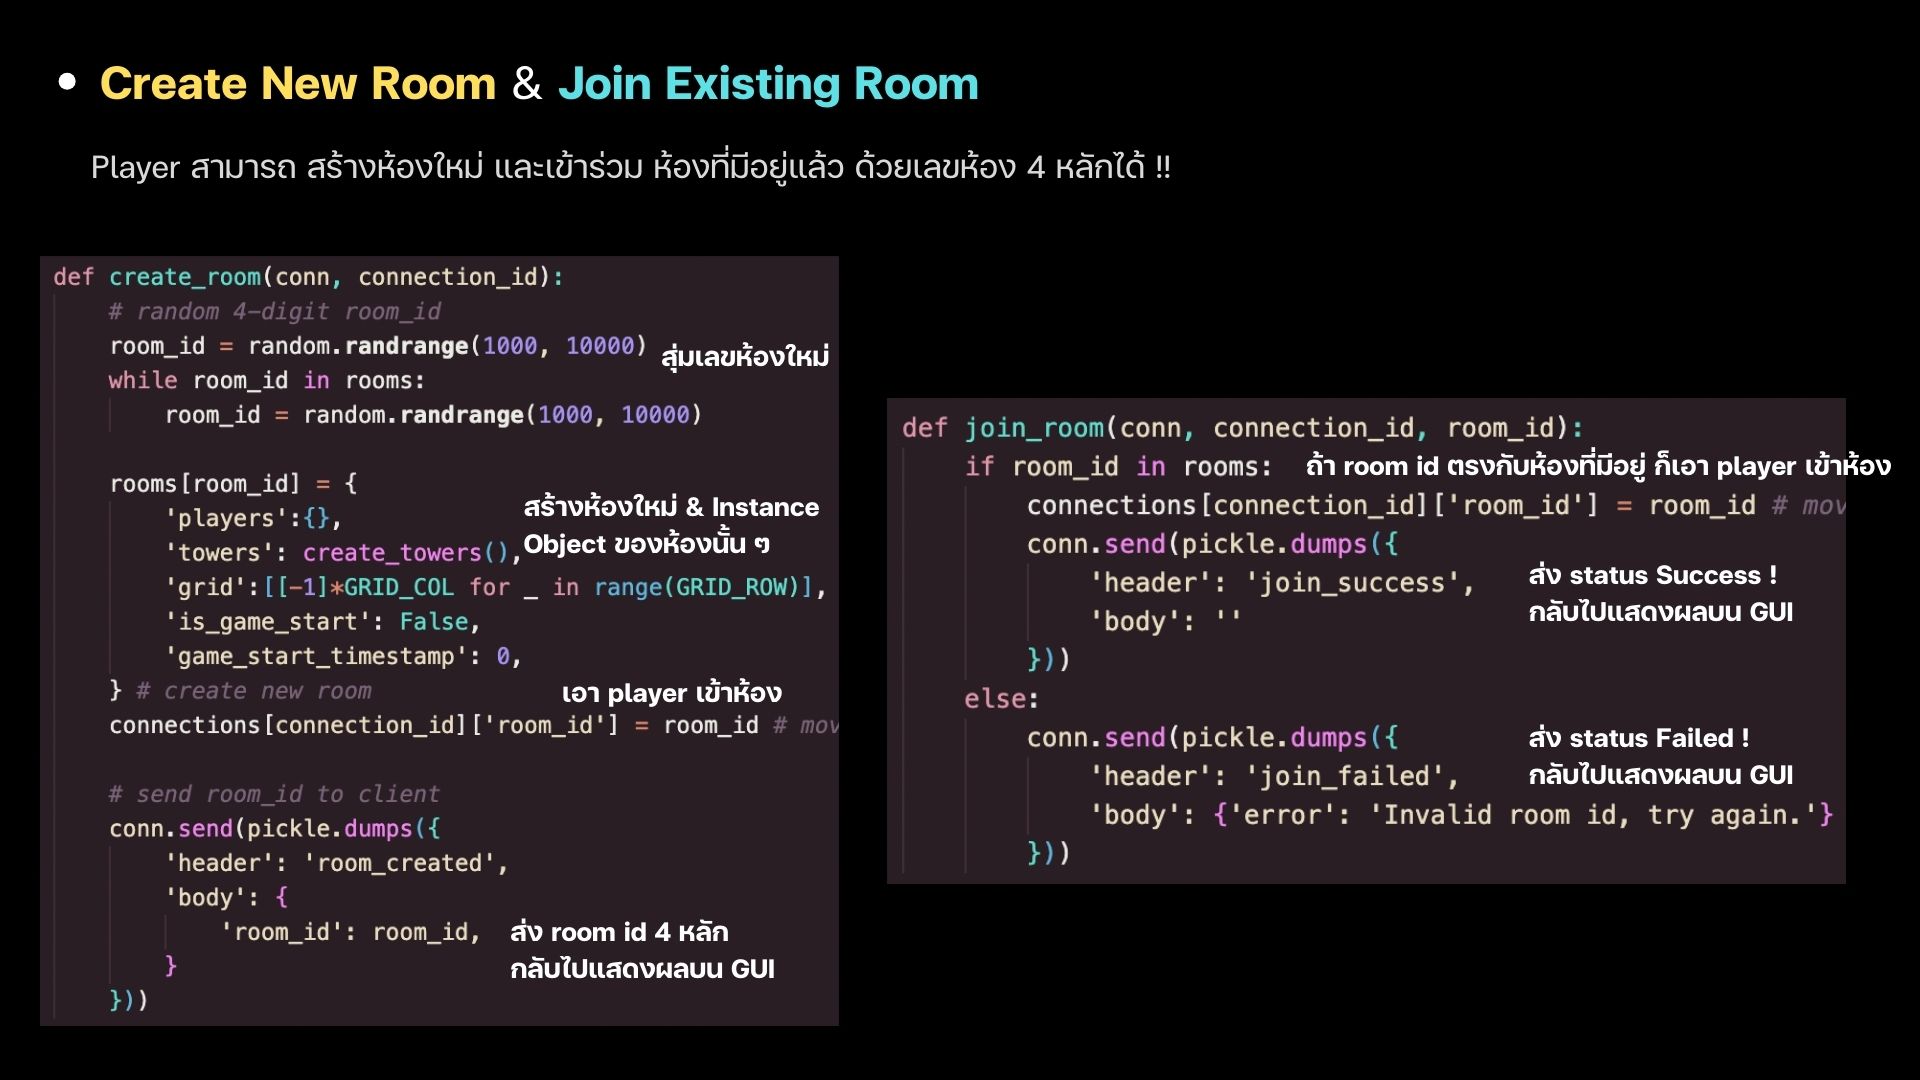 • Create New Room & Join Existing Room
Player สามารถ สร้างห้องใหม่ และเข้าร่วม ห้องที่มีอยู่แล้ว ด้วยเลขห้อง 4 หลักได้ !!
def create_room(conn, connection_id):
# random 4-digit room_id
room_id = random.randrange(1000, 10000)
สุ่มเลขห้องใหม่
while room_id in rooms:
room_id = random.randrange(1000, 10000)
rooms[room_id] = {
'players':{},
'towers': create_towers(),
สร้างห้องใหม่ & Instance
Object ของห้องนั้น ๆ
'grid':[[-1]*GRID_COL for _ in range(GRID_ROW)],
'is_game_start': False,
'game_start_timestamp': 0,
} # create new room
เอา player เข้าห้อง
connections[connection_id]['room_id'] = room_id # mov
# send room_id to client
conn.send(pickle.dumps({
'header': 'room_created',
'body': {
'room_id': room_id,
ส่ง room id 4 หลัก
กลับไปแสดงผลบน GUI
}
}))
def join_room(conn, connection_id, room_id):
if room_id in rooms:
ถ้า room id ตรงกับห้องที่มีอยู่ ก็เอา player เข้าห้อง
connections[connection_id]['room_id'] = room_id # mov
conn.send(pickle.dumps({
'header': 'join_success',
'body': ''
ส่ง status Success !
กลับไปแสดงผลบน GUI
}))
else:
conn.send(pickle.dumps({
'header': 'join_failed',
ส่ง status Failed !
กลับไปแสดงผลบน GUI
'body': {'error': 'Invalid room id, try again.'}
}))